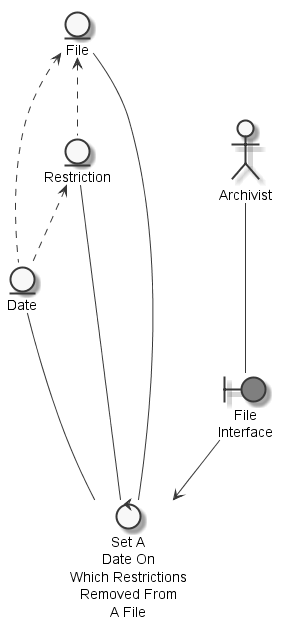 File
Restriction
Archivist
Date
File
Interface
Set A
Date On
Which Restrictions
Removed From
A File